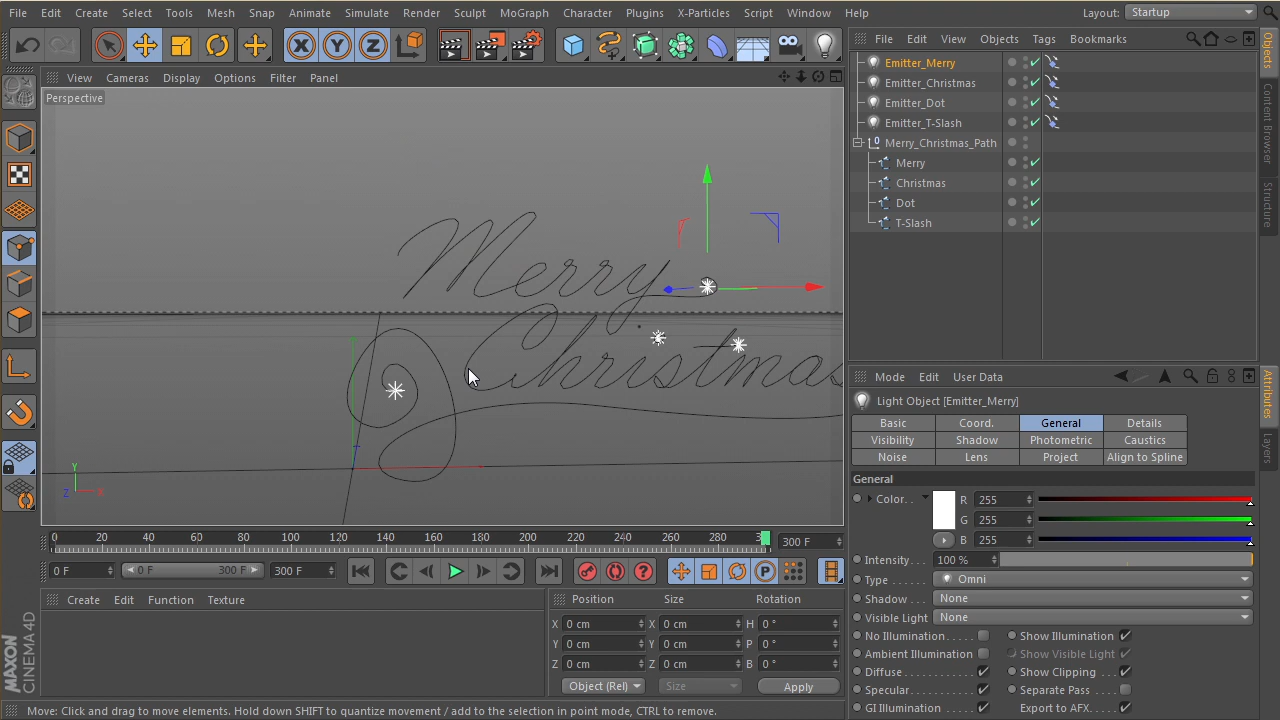 File Edit Create Select Tools Mesh Snap Animate Simulate Render Sculpt MoGraph Character Plugins X-Particles Script Window Help Layout: Startup
File Edit View Objects Tags Bookmarks
View Cameras Display Options Filter Panel
Perspective
Merry
Christmas
Y
Z X
Emitter_Merry
Emitter_Christmas
Emitter_Dot
Emitter_T-Slash
Merry_Christmas_Path
Merry
Christmas
Dot
T-Slash
Objects
Content Browser
Structure
Mode Edit User Data
Light Object [Emitter_Merry]
Basic Coord. General Details
Visibility Shadow Photometric Caustics
Noise Lens Project Align to Spline
General
Color. . R 255
G 255
B 255
Intensity. . . 100 %
Type . . . . . . Omni
Shadow . . . None
Visible Light None
No Illumination . . . . . Show Illumination
Ambient Illumination Show Visible Light
Diffuse . . . . . . . . . . . . Show Clipping
Specular. . . . . . . . . . . Separate Pass . . . .
GI Illumination . . . . . Export to AFX. . . .
Attributes
Layers
0 20 40 60 80 100 120 140 160 180 200 220 240 260 280 300 F
0 F 0 F 300 F 300 F
Create Edit Function Texture
Position Size Rotation
X 0 cm X 0 cm H 0 °
Y 0 cm Y 0 cm P 0 °
Z 0 cm Z 0 cm B 0 °
Object (Rel) Size Apply
MAXON
CINEMA4D
Move: Click and drag to move elements. Hold down SHIFT to quantize movement / add to the selection in point mode, CTRL to remove.